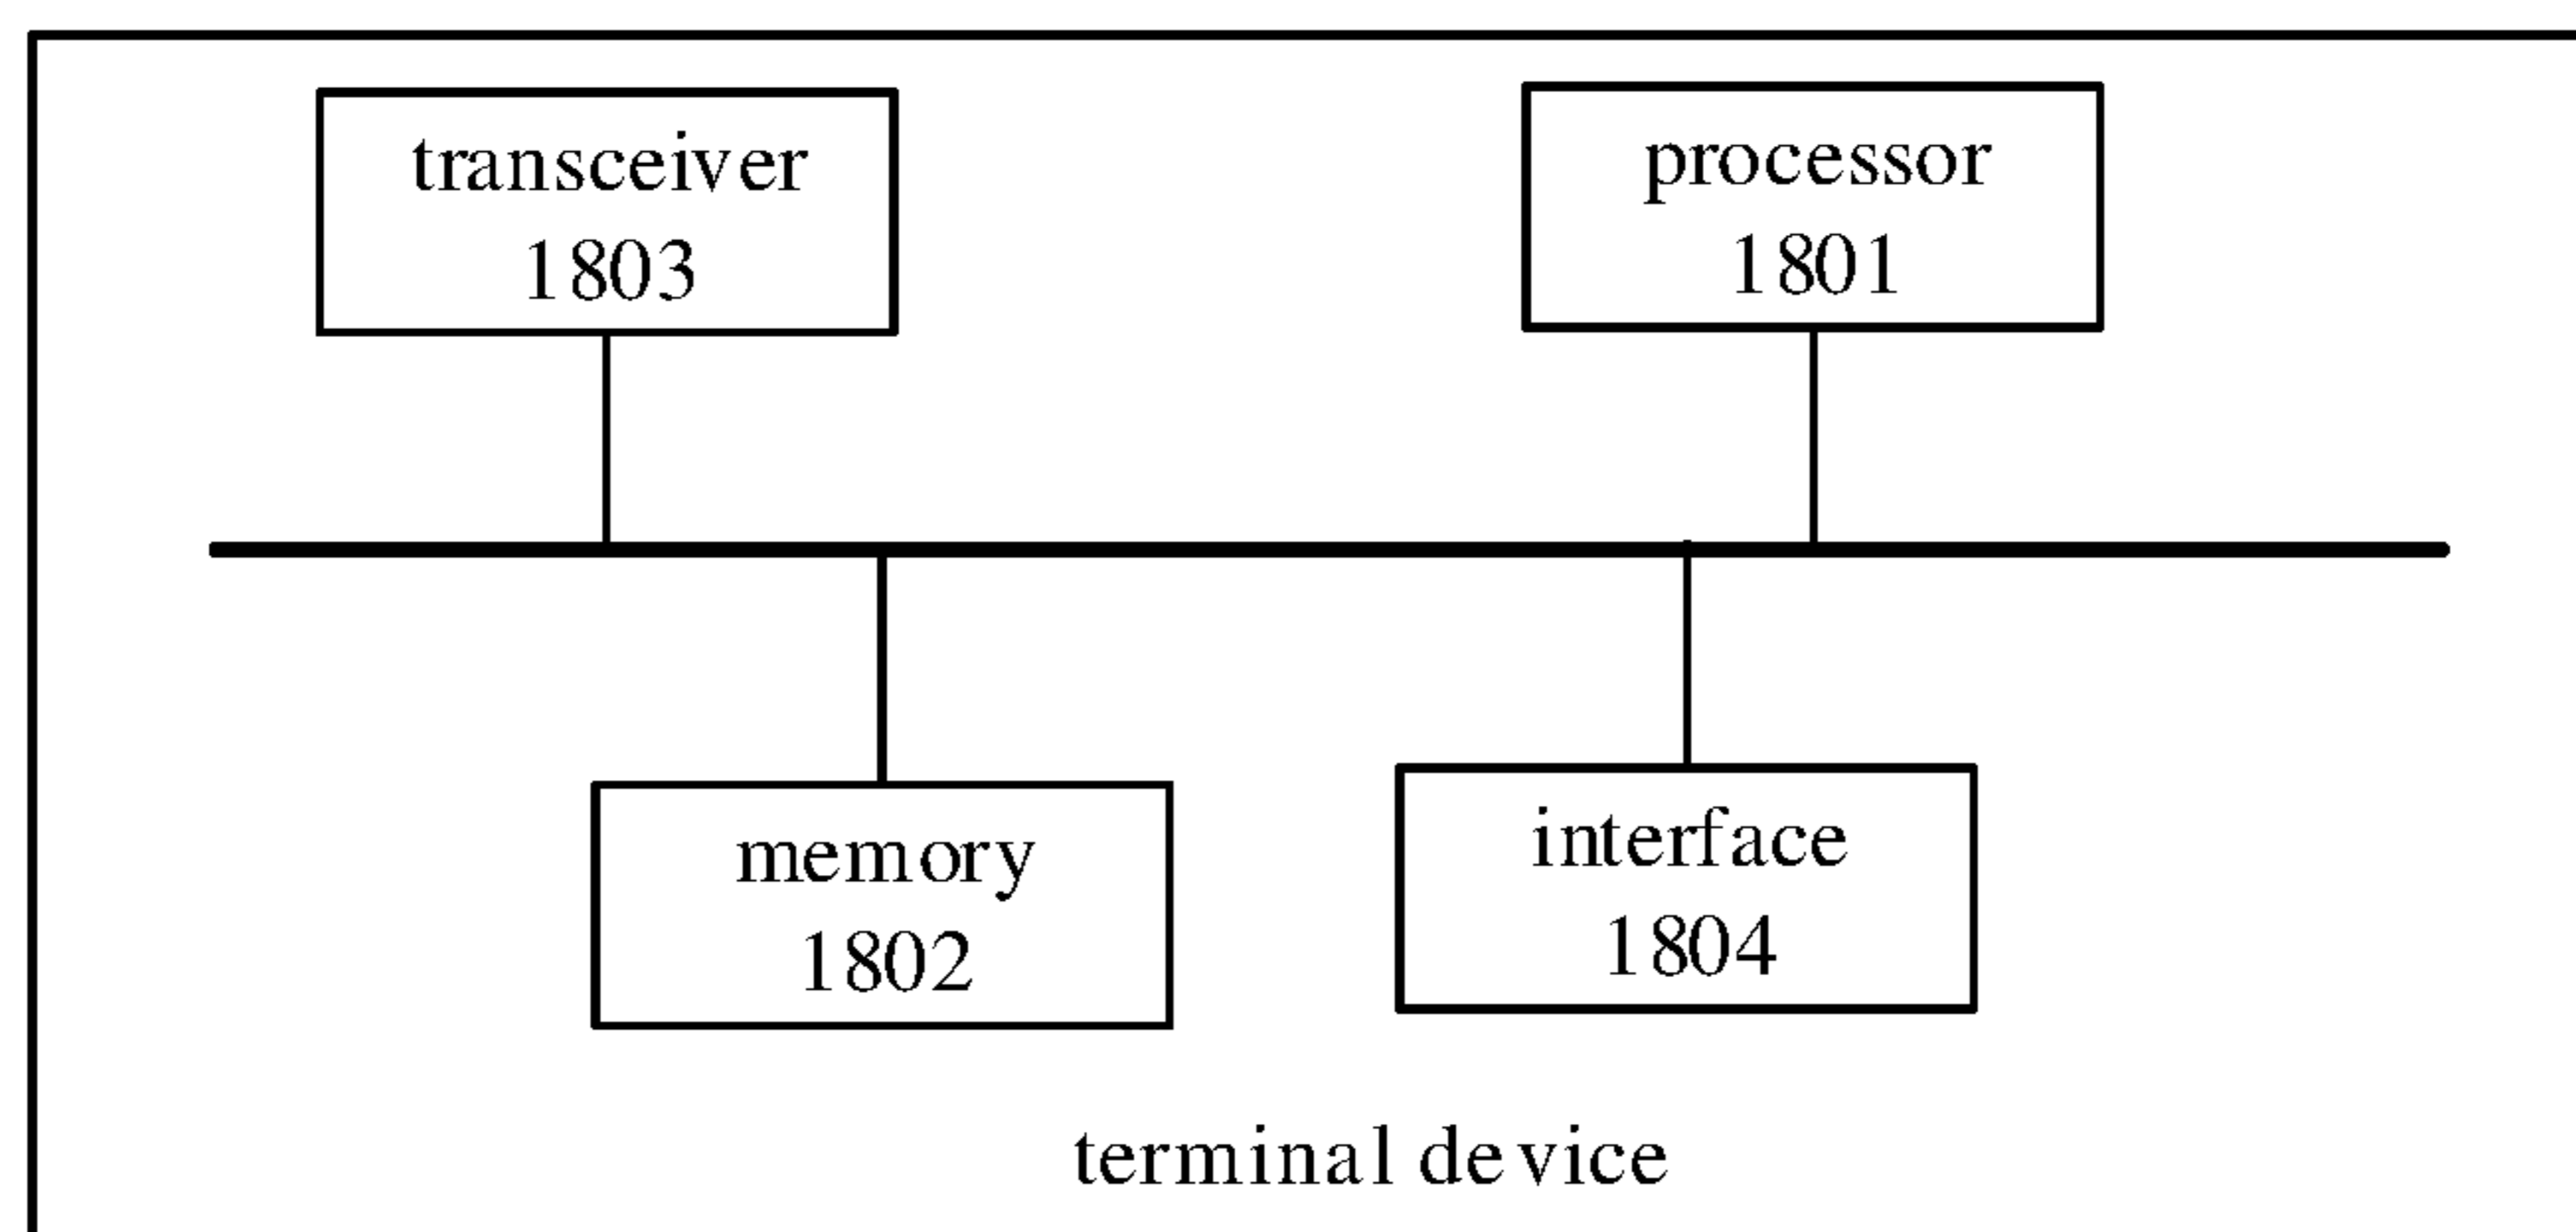 transceiver
1803
processor
1801
memory
1802
interface
1804
terminal device